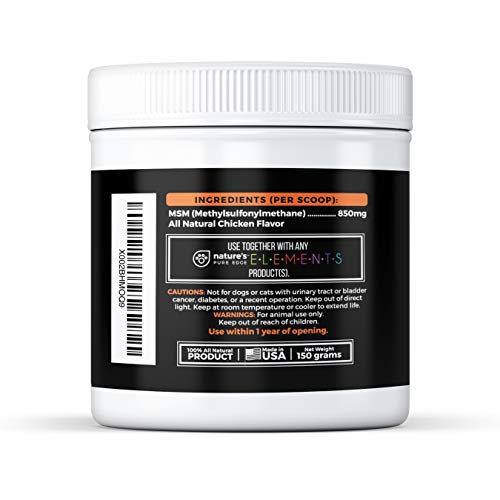 INGREDIENTS (PER SCOOP):
MSM (Methylsulfonylmethane) .............. 850mg
All Natural Chicken Flavor
USE TOGETHER WITH ANY
nature's
PURE EDGE
E·L·E·M·E·N·T·S
PRODUCT(S).
CAUTIONS: Not for dogs or cats with urinary tract or bladder
cancer, diabetes, or a recent operation. Keep out of direct
light. Keep at room temperature or cooler to extend life.
WARNINGS: For animal use only.
Keep out of reach of children.
Use within 1 year of opening.
100% All Natural
PRODUCT
Made in
USA
Net Weight
150 grams
X002BHMOO9